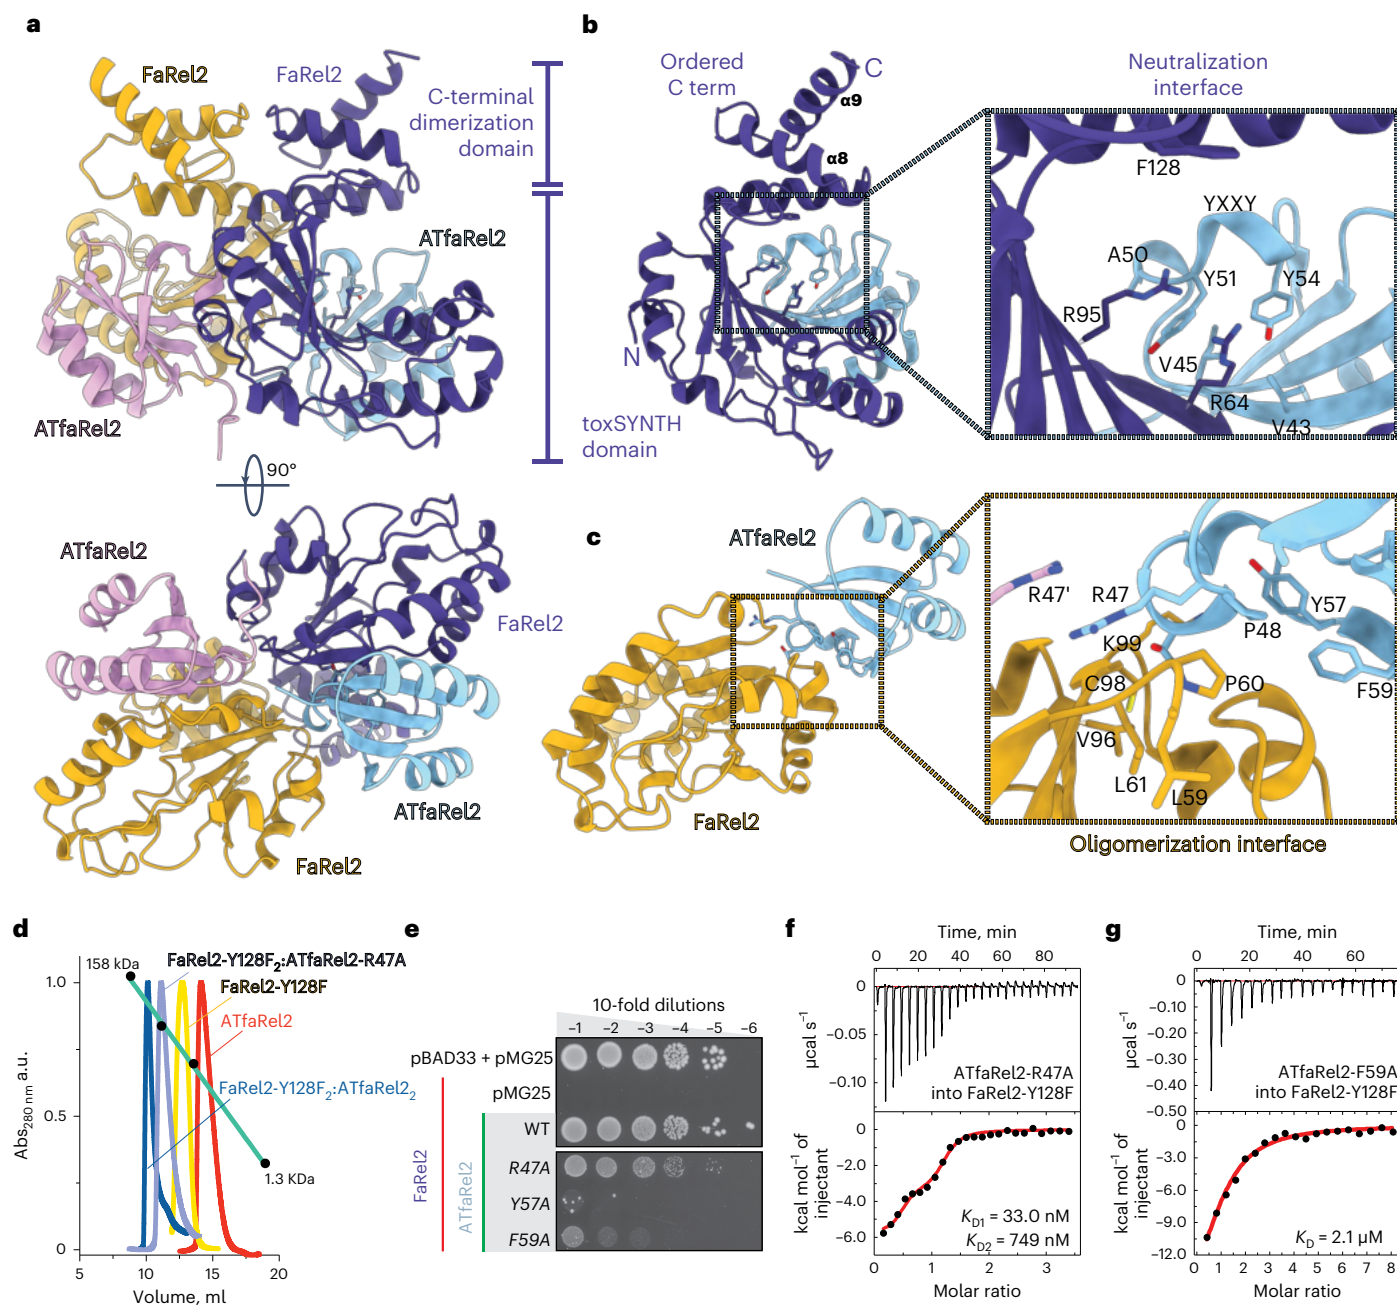 a
FaRel2
FaRel2
C-terminal
dimerization
domain
ATfaRel2
ATfaRel2
90°
ATfaRel2
FaRel2
ATfaRel2
FaRel2
b
Ordered
C term
C
α9
α8
N
toxSYNTH
domain
Neutralization
interface
F128
YXXY
A50
Y51
Y54
R95
V45
R64
V43
c
ATfaRel2
FaRel2
R47'
R47
Y57
P48
K99
C98
P60
F59
V96
L61
L59
Oligomerization interface
d
158 kDa
FaRel2-Y128F2:ATfaRel2-R47A
FaRel2-Y128F
ATfaRel2
FaRel2-Y128F2:ATfaRel22
1.3 KDa
1.0
0.5
0
Abs280 nm a.u.
5 10 15 20
Volume, ml
e
10-fold dilutions
–1 –2 –3 –4 –5 –6
pBAD33 + pMG25
pMG25
WT
R47A
Y57A
F59A
FaRel2
ATfaRel2
f
Time, min
0 20 40 60 80
0
–0.05
–0.10
µcal s–1
ATfaRel2-R47A
into FaRel2-Y128F
0
–2.0
–4.0
–6.0
kcal mol–1 of
injectant
KD1 = 33.0 nM
KD2 = 749 nM
0 1 2 3
Molar ratio
g
Time, min
0 20 40 60
0
–0.10
–0.20
–0.30
–0.40
–0.50
µcal s–1
ATfaRel2-F59A
into FaRel2-Y128F
0
–3.0
–6.0
–9.0
–12.0
kcal mol–1 of
injectant
KD = 2.1 µM
0 1 2 3 4 5 6 7 8
Molar ratio